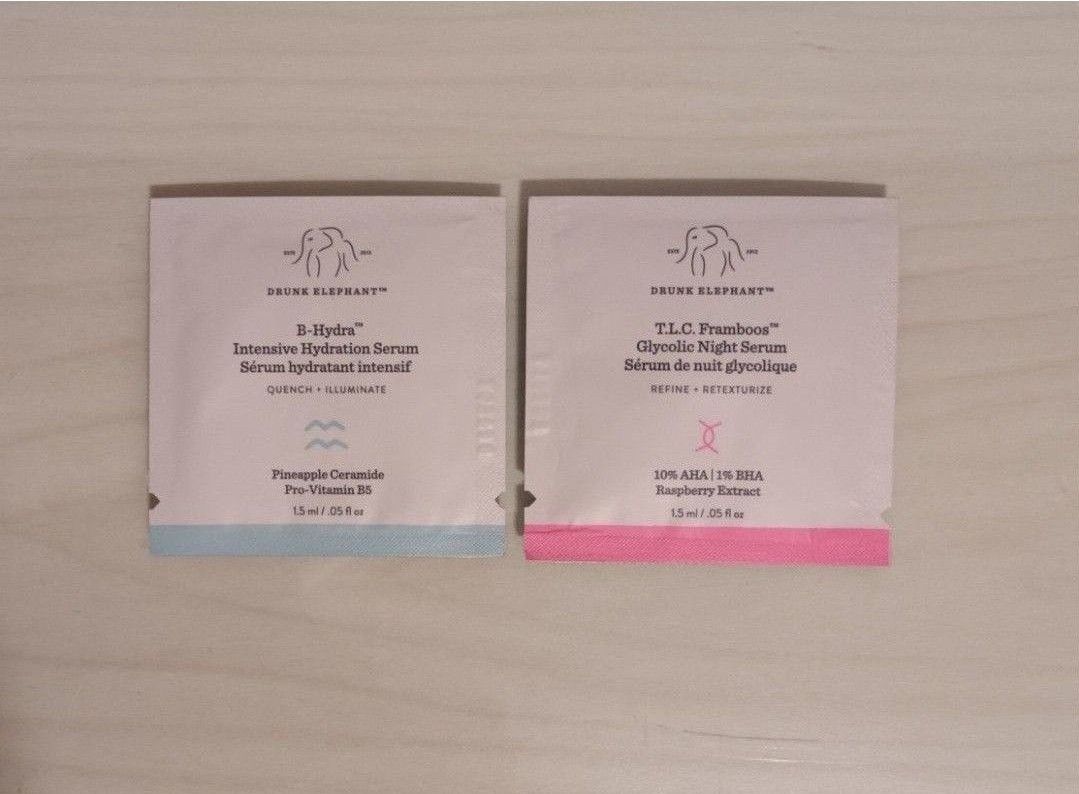 DRUNK ELEPHANT™
B-Hydra™
Intensive Hydration Serum
Sérum hydratant intensif
QUENCH + ILLUMINATE
Pineapple Ceramide
Pro-Vitamin B5
1.5 ml / .05 fl oz
DRUNK ELEPHANT™
T.L.C. Framboos™
Glycolic Night Serum
Sérum de nuit glycolique
REFINE + RETEXTURIZE
10% AHA | 1% BHA
Raspberry Extract
1.5 ml / .05 fl oz